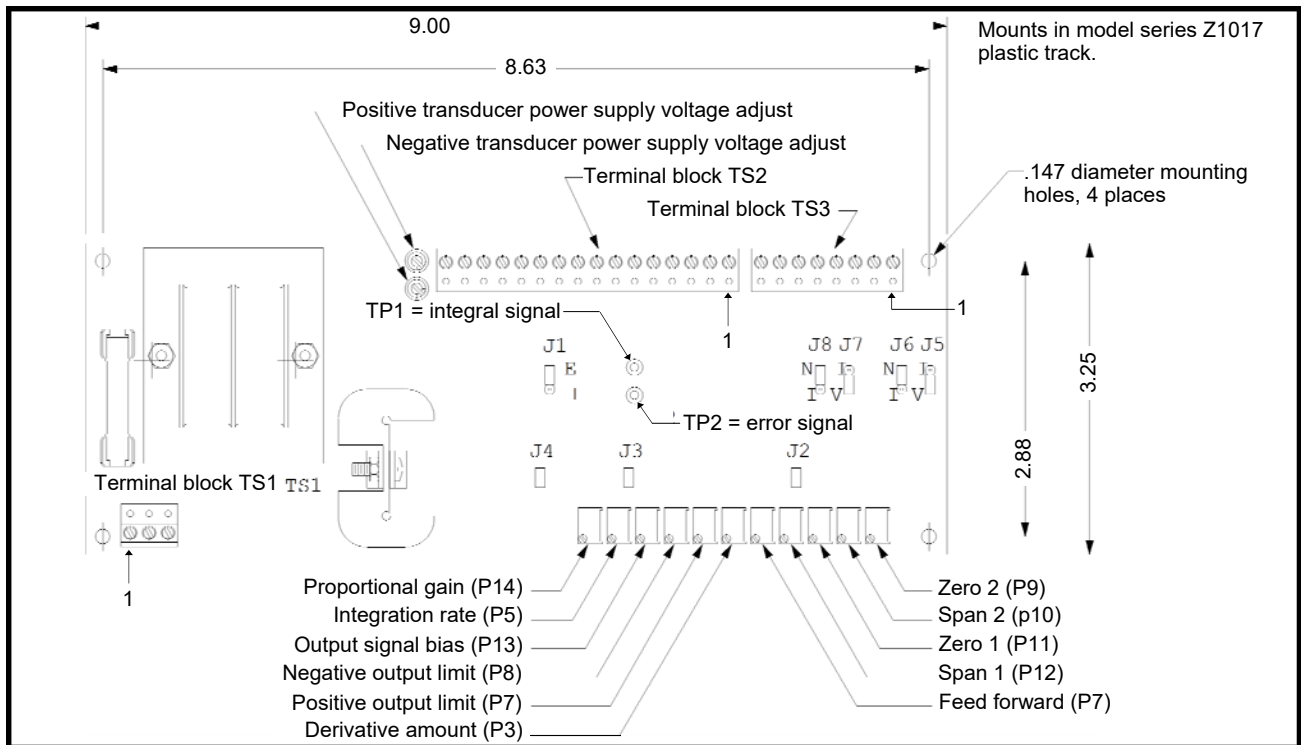 9.00
Mounts in model series Z1017
plastic track.
8.63
Positive transducer power supply voltage adjust
Negative transducer power supply voltage adjust
Terminal block TS2
.147 diameter mounting
holes, 4 places
Terminal block TS3
TP1 = integral signal
1
1
J1
E
I
J8 J7
N I
I V
J6 J5
N I
I V
3.25
2.88
TP2 = error signal
J4
J3
J2
Terminal block TS1 TS1
1
Proportional gain (P14)
Integration rate (P5)
Output signal bias (P13)
Negative output limit (P8)
Positive output limit (P7)
Derivative amount (P3)
Zero 2 (P9)
Span 2 (p10)
Zero 1 (P11)
Span 1 (P12)
Feed forward (P7)